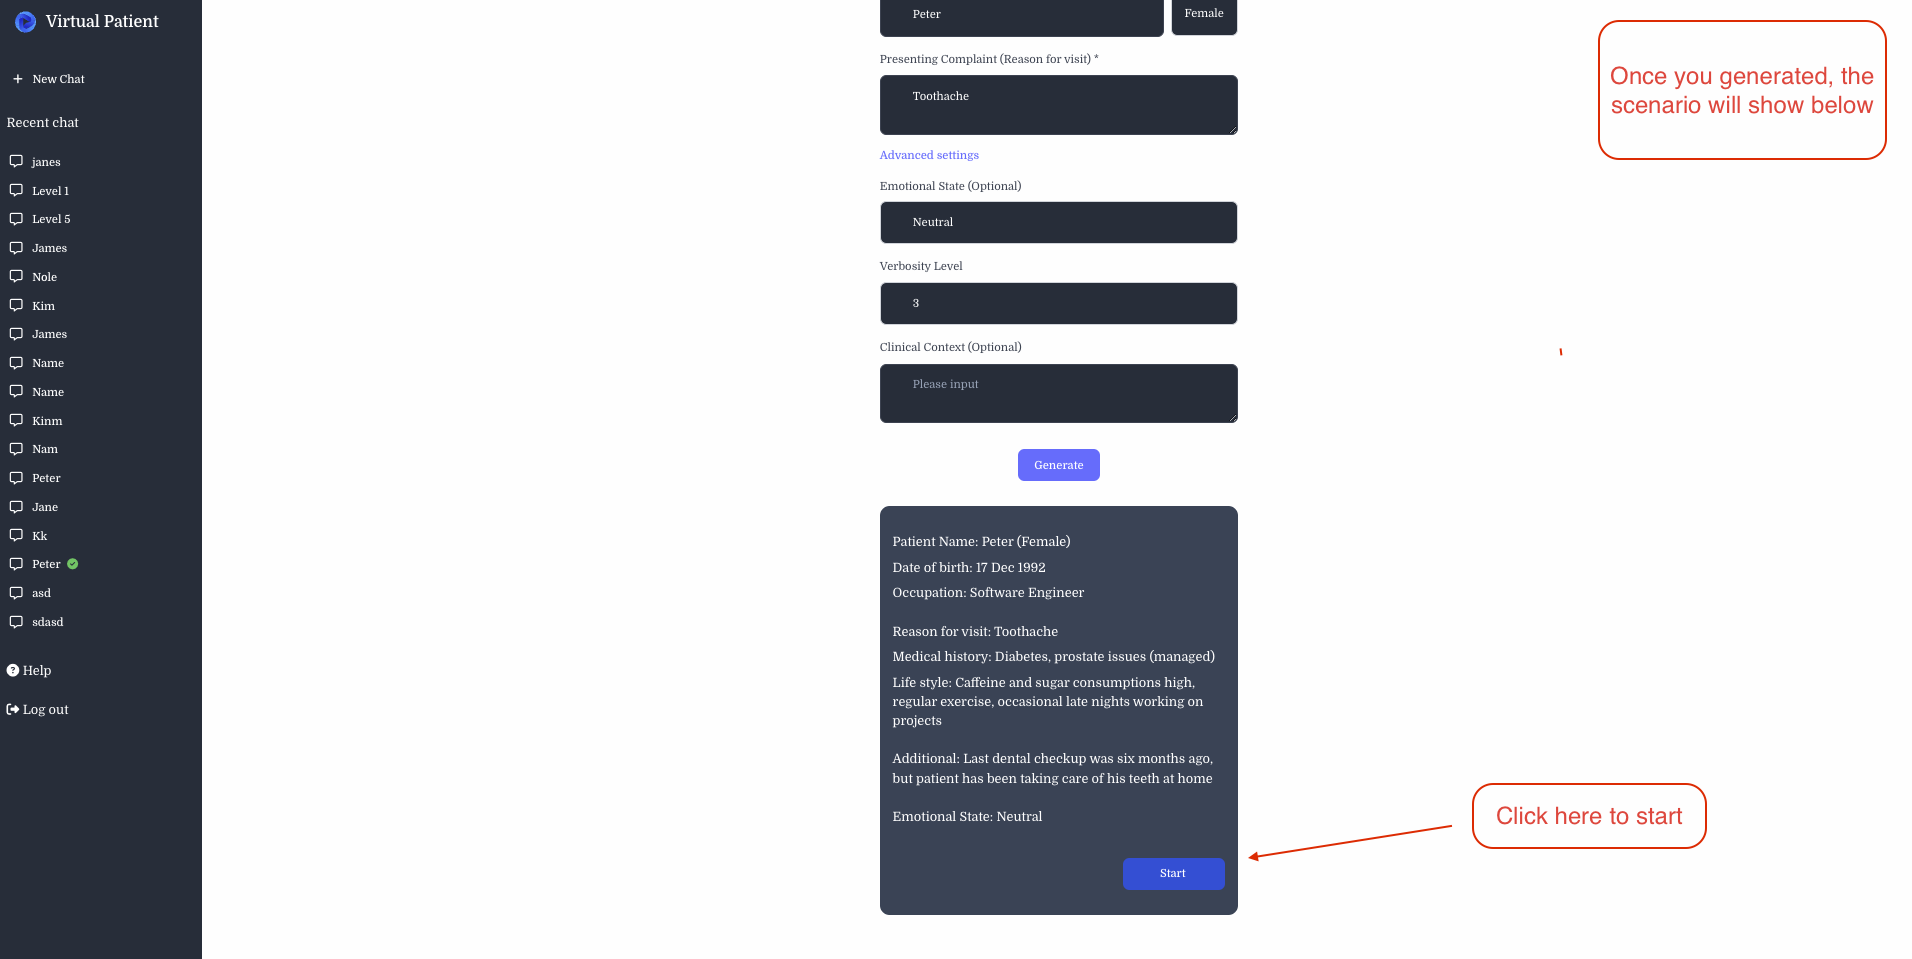 Virtual Patient
New Chat
Recent chat
janes
Level 1
Level 5
James
Nole
Kim
James
Name
Name
Kinm
Nam
Peter
Jane
Kk
Peter
asd
sdasd
Help
Log out
Peter
Female
Presenting Complaint (Reason for visit) *
Toothache
Advanced settings
Emotional State (Optional)
Neutral
Verbosity Level
3
Clinical Context (Optional)
Please input
Generate
Patient Name: Peter (Female)
Date of birth: 17 Dec 1992
Occupation: Software Engineer
Reason for visit: Toothache
Medical history: Diabetes, prostate issues (managed)
Life style: Caffeine and sugar consumptions high,
regular exercise, occasional late nights working on
projects
Additional: Last dental checkup was six months ago,
but patient has been taking care of his teeth at home
Emotional State: Neutral
Start
Once you generated, the
scenario will show below
Click here to start